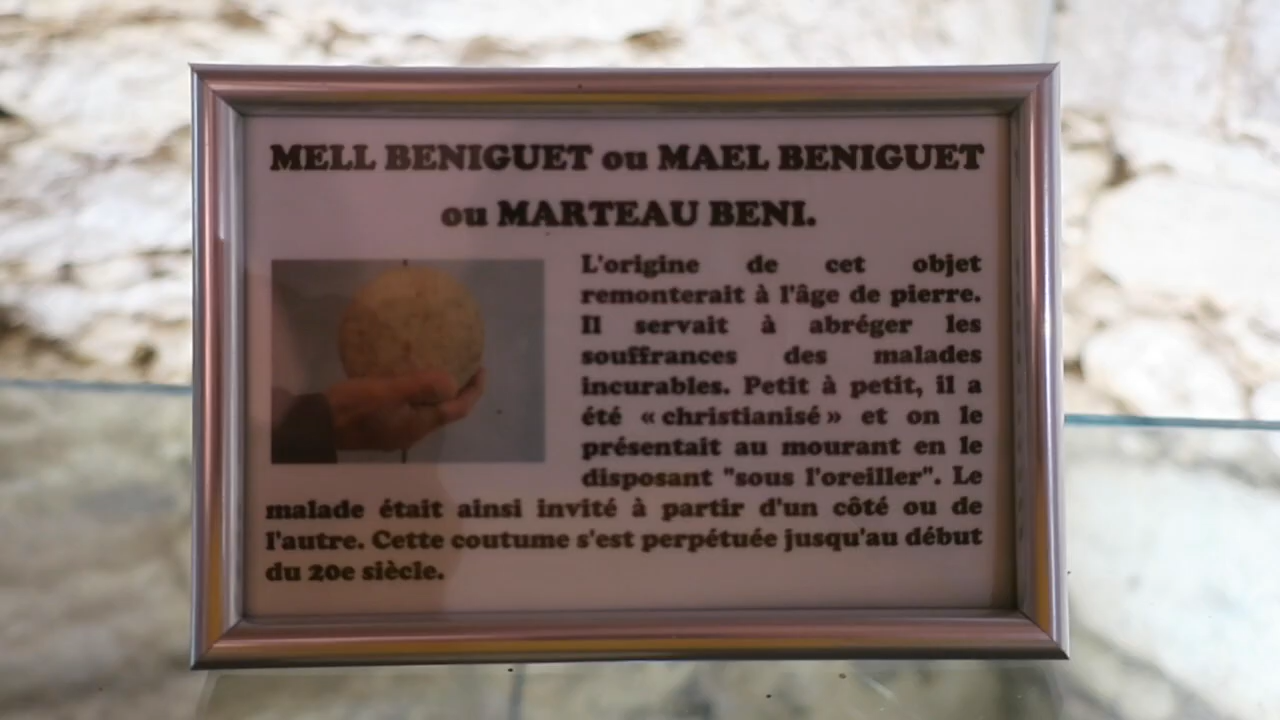 MELL BENIGUET ou MAEL BENIGUET
ou MARTEAU BENI.
L'origine de cet objet
remonterait à l'âge de pierre.
Il servait à abréger les
souffrances des malades
incurables. Petit à petit, il a
été « christianisé » et on le
présentait au mourant en le
disposant "sous l'oreiller". Le
malade était ainsi invité à partir d'un côté ou de
l'autre. Cette coutume s'est perpétuée jusqu'au début
du 20e siècle.